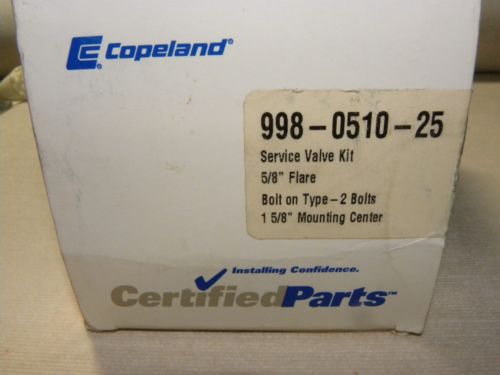 Copeland®
998-0510-25
Service Valve Kit
5/8" Flare
Bolt on Type-2 Bolts
1 5/8" Mounting Center
Installing Confidence.
CertifiedParts™